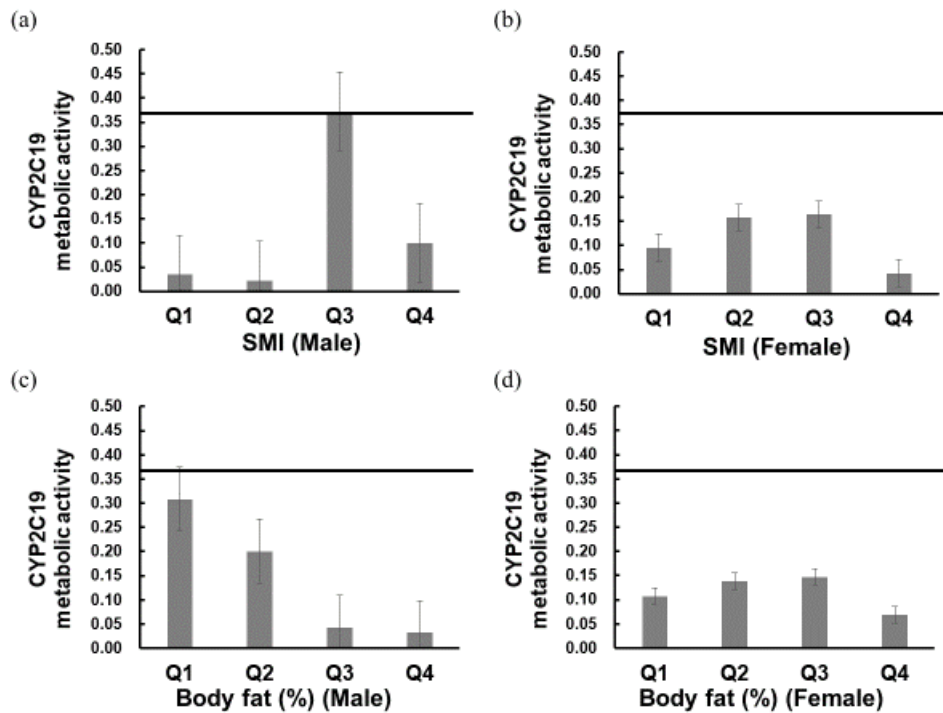 (a)
CYP2C19
metabolic activity
0.50
0.45
0.40
0.35
0.30
0.25
0.20
0.15
0.10
0.05
0.00
Q1 Q2 Q3 Q4
SMI (Male)
(b)
CYP2C19
metabolic activity
0.50
0.45
0.40
0.35
0.30
0.25
0.20
0.15
0.10
0.05
0.00
Q1 Q2 Q3 Q4
SMI (Female)
(c)
CYP2C19
metabolic activity
0.50
0.45
0.40
0.35
0.30
0.25
0.20
0.15
0.10
0.05
0.00
Q1 Q2 Q3 Q4
Body fat (%) (Male)
(d)
CYP2C19
metabolic activity
0.50
0.45
0.40
0.35
0.30
0.25
0.20
0.15
0.10
0.05
0.00
Q1 Q2 Q3 Q4
Body fat (%) (Female)